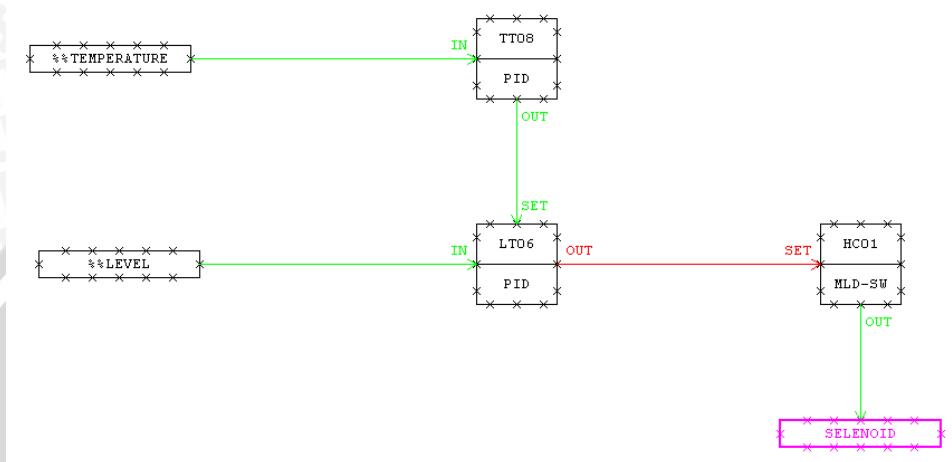 TT08
IN
%%TEMPERATURE
PID
OUT
SET
LT06
IN
OUT
SET
HC01
%%LEVEL
PID
MLD-SW
OUT
SELENOID